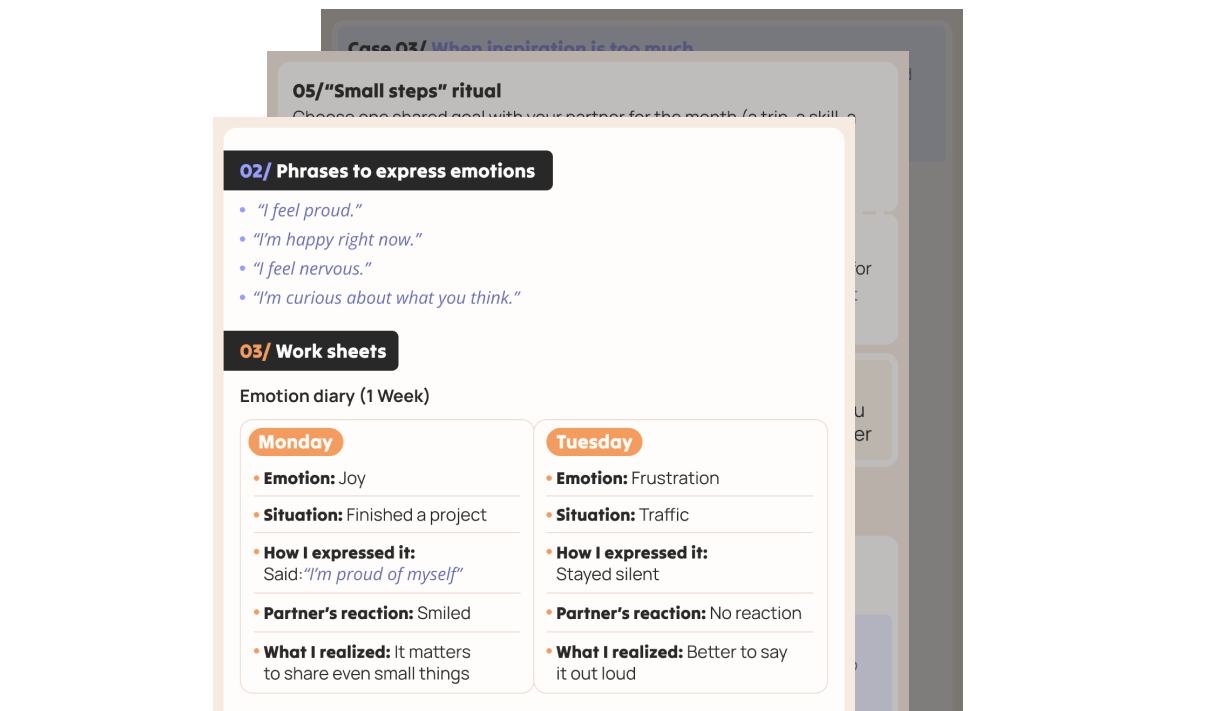 Case 03/ When inspiration is too much
05/“Small steps” ritual
Choose one shared goal with your partner for the month (a trip, a skill, a
02/ Phrases to express emotions
• “I feel proud.”
• “I’m happy right now.”
• “I feel nervous.”
• “I’m curious about what you think.”
03/ Work sheets
Emotion diary (1 Week)
Monday
• Emotion: Joy
• Situation: Finished a project
• How I expressed it:
Said:“I’m proud of myself”
• Partner’s reaction: Smiled
• What I realized: It matters
to share even small things
Tuesday
• Emotion: Frustration
• Situation: Traffic
• How I expressed it:
Stayed silent
• Partner’s reaction: No reaction
• What I realized: Better to say
it out loud